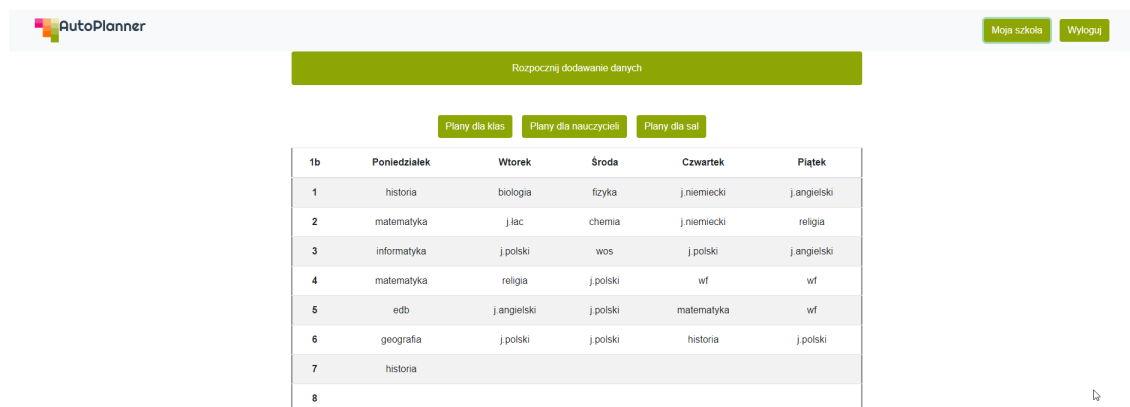 AutoPlanner Moja szkoła Wyloguj
Rozpocznij dodawanie danych
Plany dla klas Plany dla nauczycieli Plany dla sal
1b Poniedziałek Wtorek Środa Czwartek Piątek
1 historia biologia fizyka j.niemiecki j.angielski
2 matematyka j.łac chemia j.niemiecki religia
3 informatyka j.polski wos j.polski j.angielski
4 matematyka religia j.polski wf wf
5 edb j.angielski j.polski matematyka wf
6 geografia j.polski j.polski historia j.polski
7 historia
8